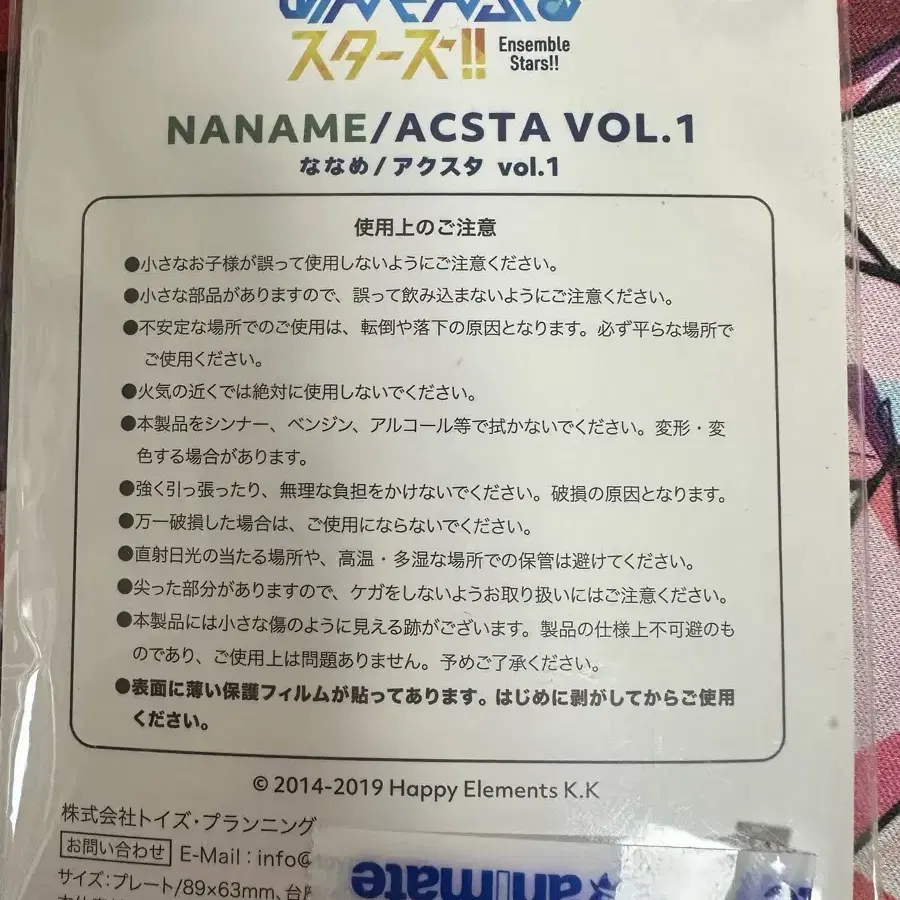 あんさんぶる
スターズ!! Ensemble Stars!!
NANAME/ACSTA VOL.1
ななめ/アクスタ vol.1
使用上のご注意
●小さなお子様が誤って使用しないようにご注意ください。
●小さな部品がありますので、誤って飲み込まないようにご注意ください。
●不安定な場所でのご使用は、転倒や落下の原因となります。必ず平らな場所で
ご使用ください。
●火気の近くでは絶対に使用しないでください。
●本製品をシンナー、ベンジン、アルコール等で拭かないでください。変形・変
色する場合があります。
●強く引っ張ったり、無理な負担をかけないでください。破損の原因となります。
●万一破損した場合は、ご使用にならないでください。
●直射日光の当たる場所や、高温・多湿な場所での保管は避けてください。
●尖った部分がありますので、ケガをしないようお取り扱いにはご注意ください。
●本製品には小さな傷のように見える跡がございます。製品の仕様上不可避のも
のであり、ご使用上は問題ありません。予めご了承ください。
●表面に薄い保護フィルムが貼ってあります。はじめに剥がしてからご使用
ください。
© 2014-2019 Happy Elements K.K
株式会社トイズ・プランニング
お問い合わせ E-Mail:info@
サイズ:プレート/89×63mm、台
animate